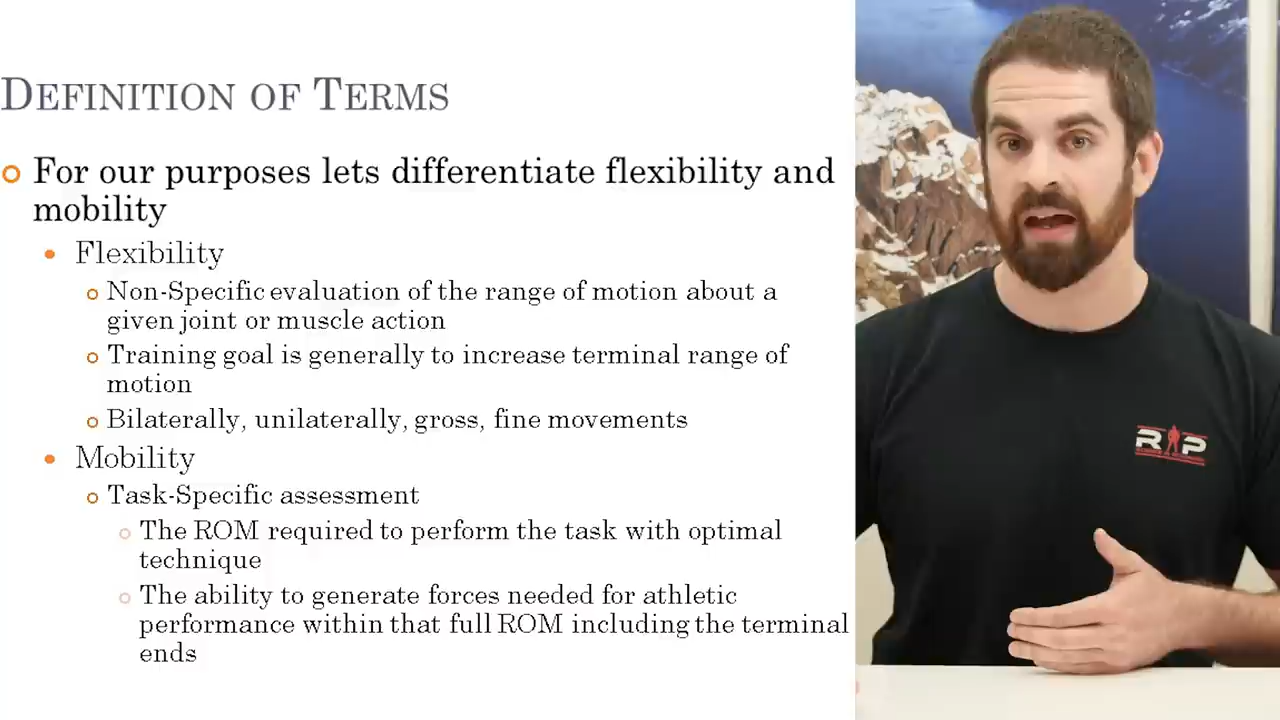 DEFINITION OF TERMS
For our purposes lets differentiate flexibility and
mobility
Flexibility
Non-Specific evaluation of the range of motion about a
given joint or muscle action
Training goal is generally to increase terminal range of
motion
Bilaterally, unilaterally, gross, fine movements
Mobility
Task-Specific assessment
The ROM required to perform the task with optimal
technique
The ability to generate forces needed for athletic
performance within that full ROM including the terminal
ends
RP